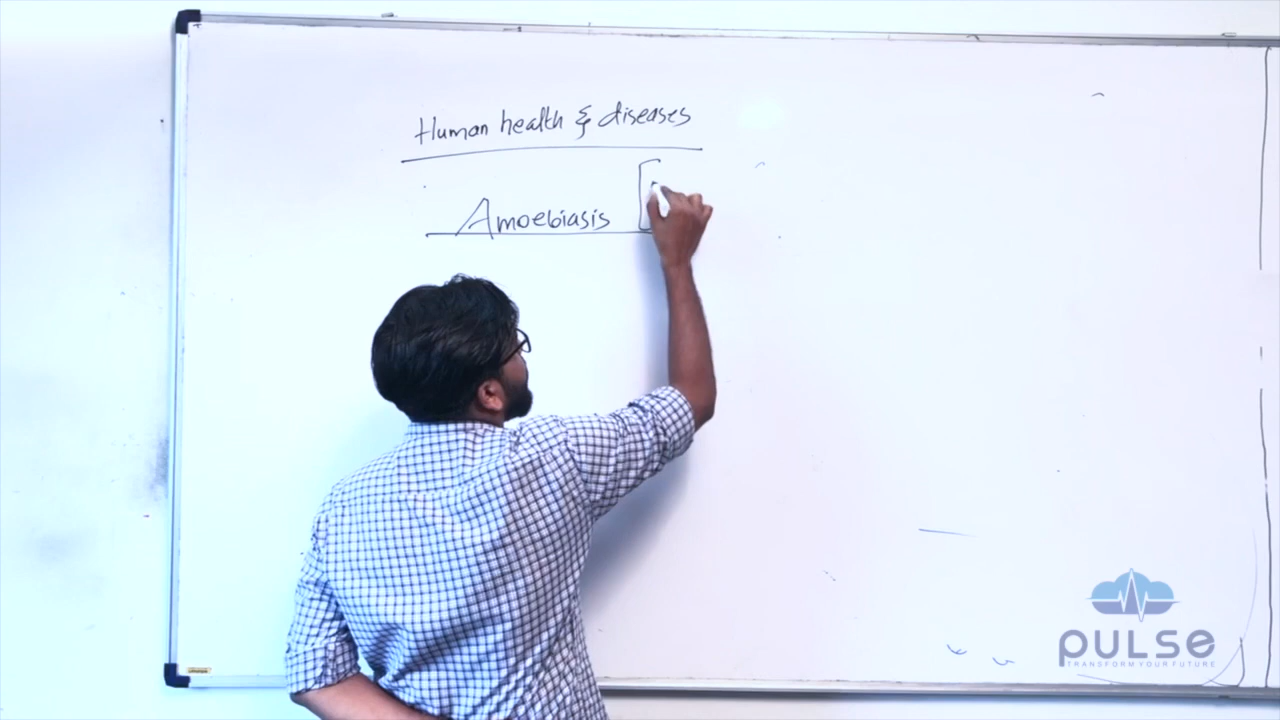 Human health & diseases
Amoebiasis [
PULSE
TRANSFORM YOUR FUTURE